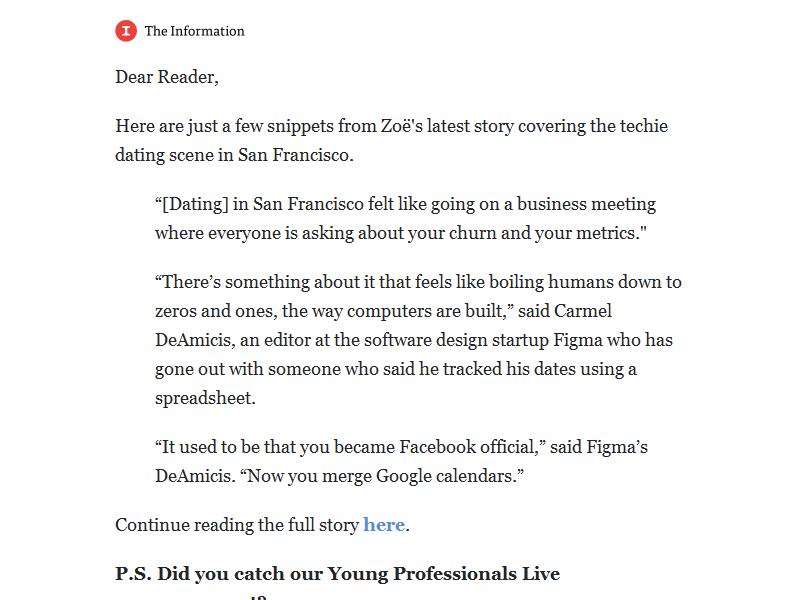 The Information
Dear Reader,
Here are just a few snippets from Zoë's latest story covering the techie
dating scene in San Francisco.
“[Dating] in San Francisco felt like going on a business meeting
where everyone is asking about your churn and your metrics."
“There’s something about it that feels like boiling humans down to
zeros and ones, the way computers are built,” said Carmel
DeAmicis, an editor at the software design startup Figma who has
gone out with someone who said he tracked his dates using a
spreadsheet.
“It used to be that you became Facebook official,” said Figma’s
DeAmicis. “Now you merge Google calendars.”
Continue reading the full story here.
P.S. Did you catch our Young Professionals Live